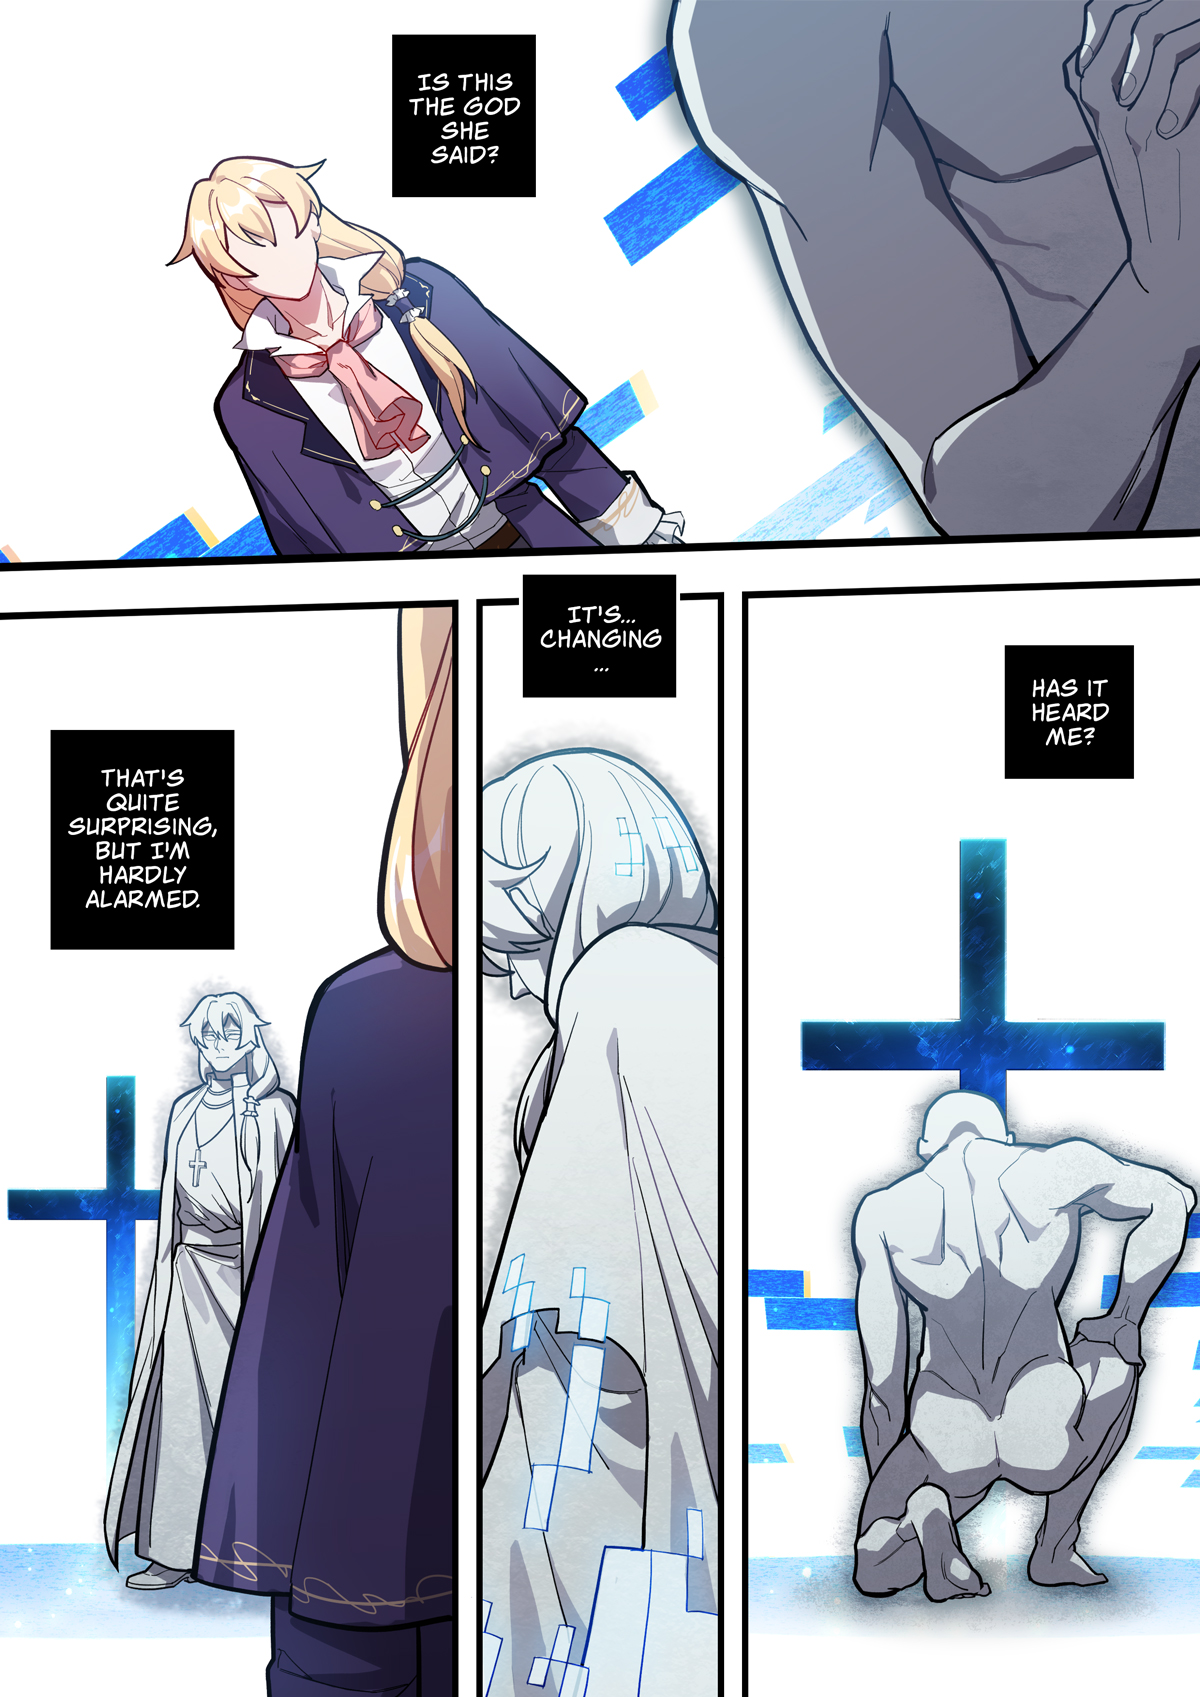 IS THIS
THE GOD
SHE
SAID?
HAS IT
HEARD
ME?
IT'S...
CHANGING
...
THAT'S
QUITE
SURPRISING,
BUT I'M
HARDLY
ALARMED.